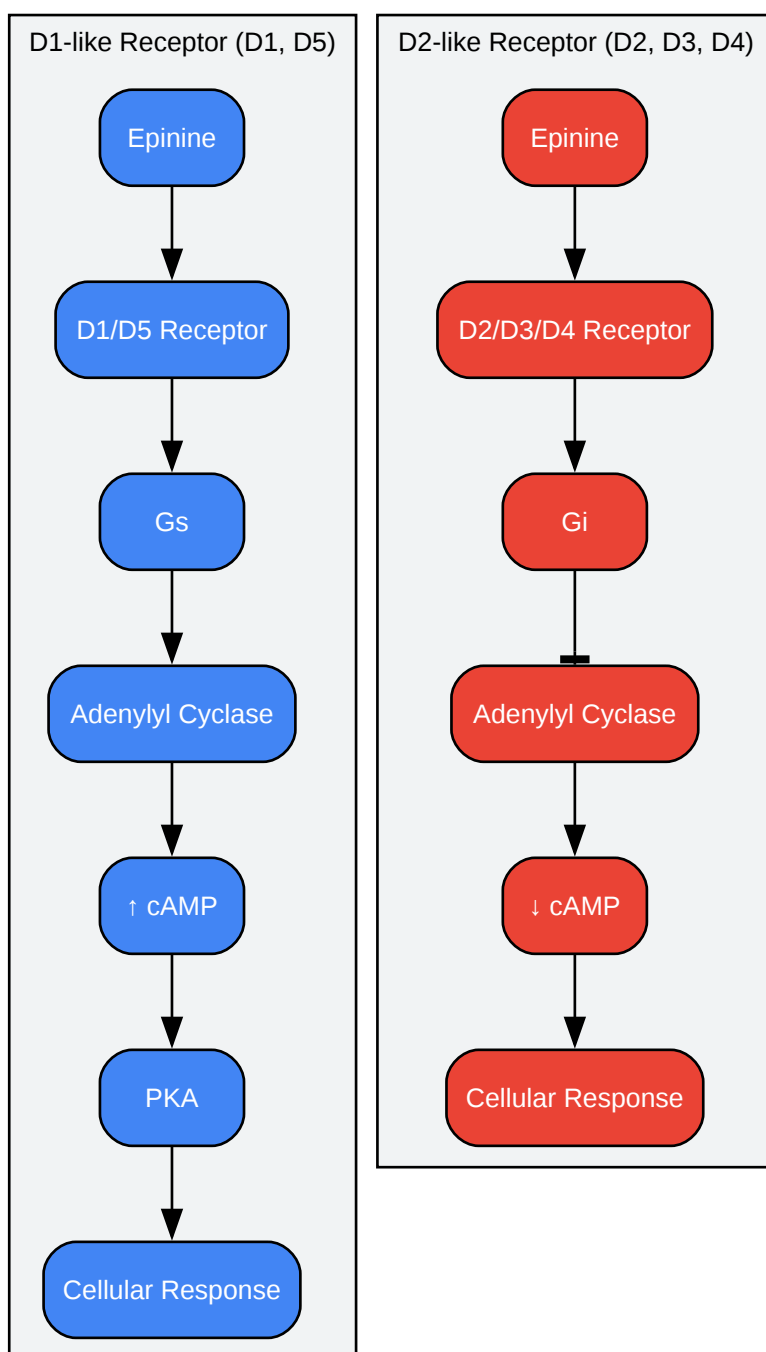 D1-like Receptor (D1, D5)
Epinine
D1/D5 Receptor
Gs
Adenylyl Cyclase
↑ cAMP
PKA
Cellular Response
D2-like Receptor (D2, D3, D4)
Epinine
D2/D3/D4 Receptor
Gi
Adenylyl Cyclase
↓ cAMP
Cellular Response